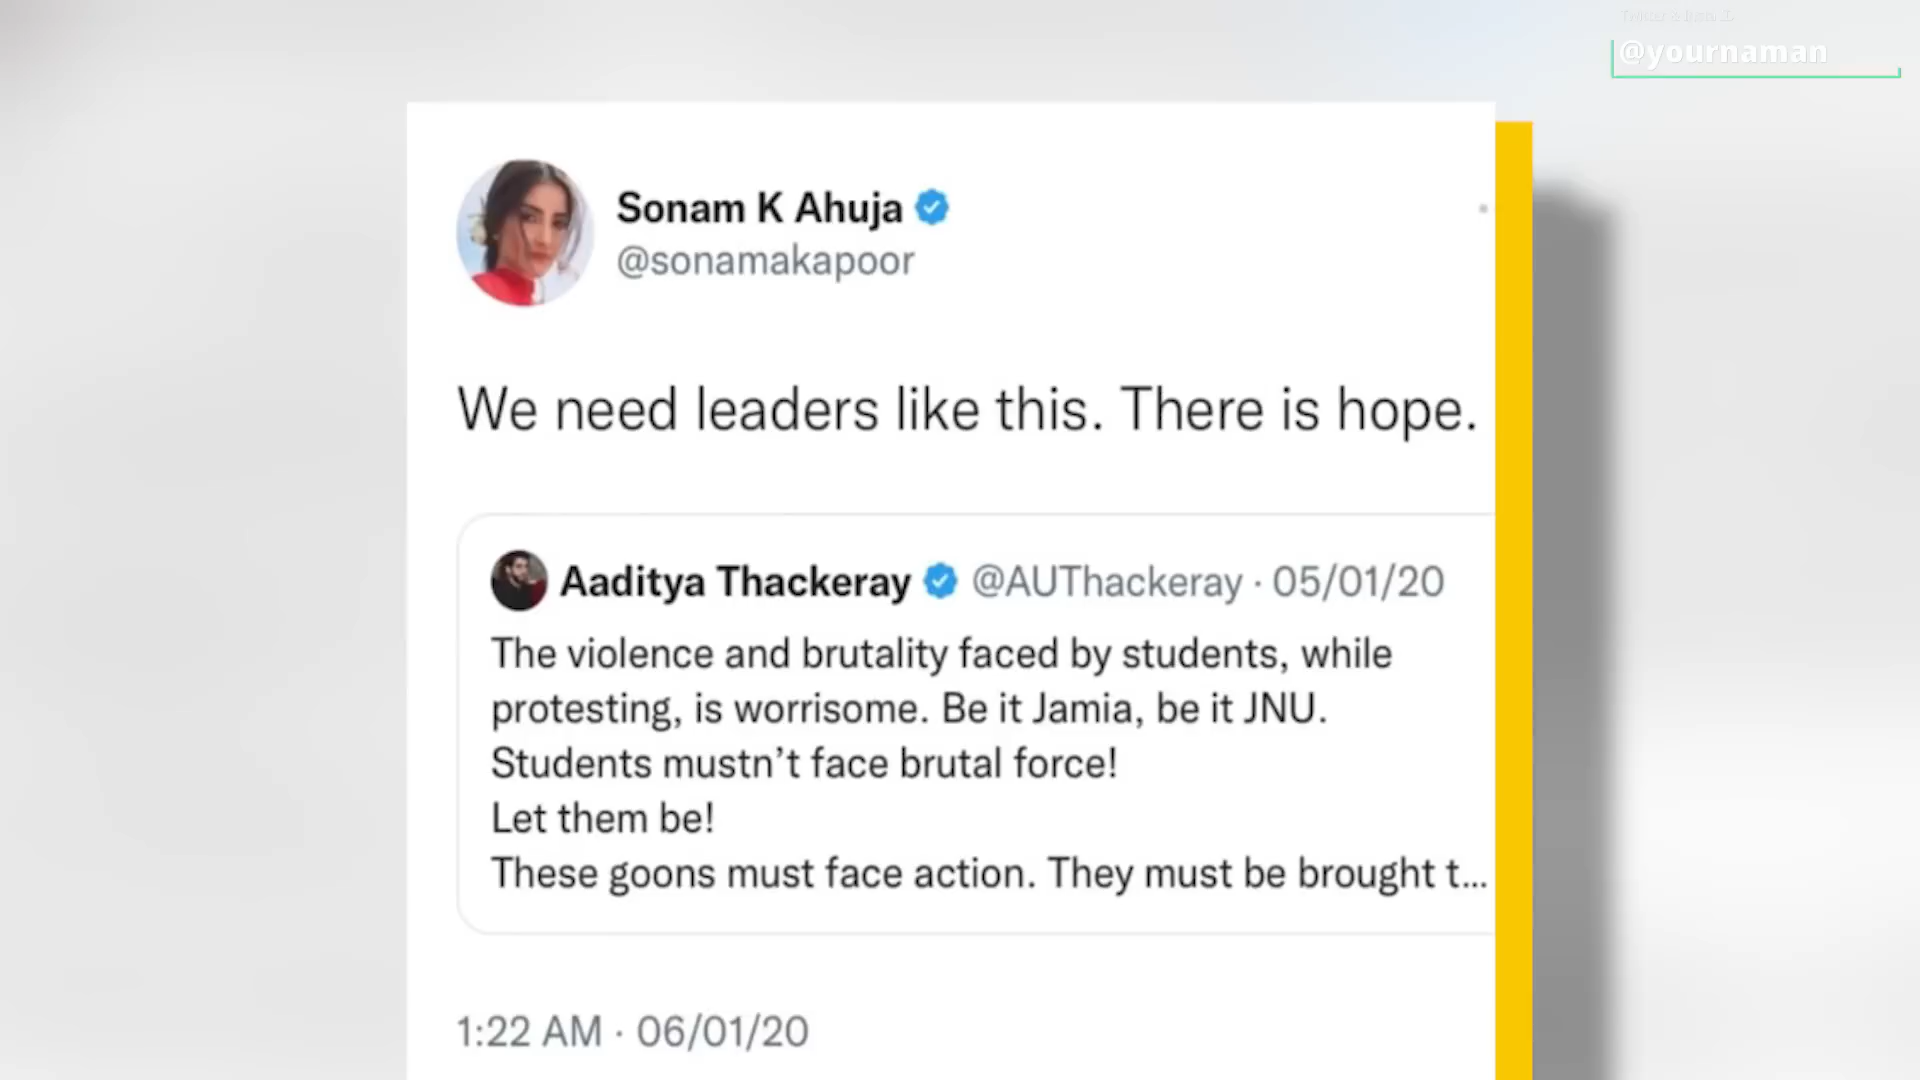 @yournaman
Sonam K Ahuja
@sonamakapoor
We need leaders like this. There is hope.
Aaditya Thackeray @AUThackeray · 05/01/20
The violence and brutality faced by students, while
protesting, is worrisome. Be it Jamia, be it JNU.
Students mustn’t face brutal force!
Let them be!
These goons must face action. They must be brought t...
1:22 AM · 06/01/20